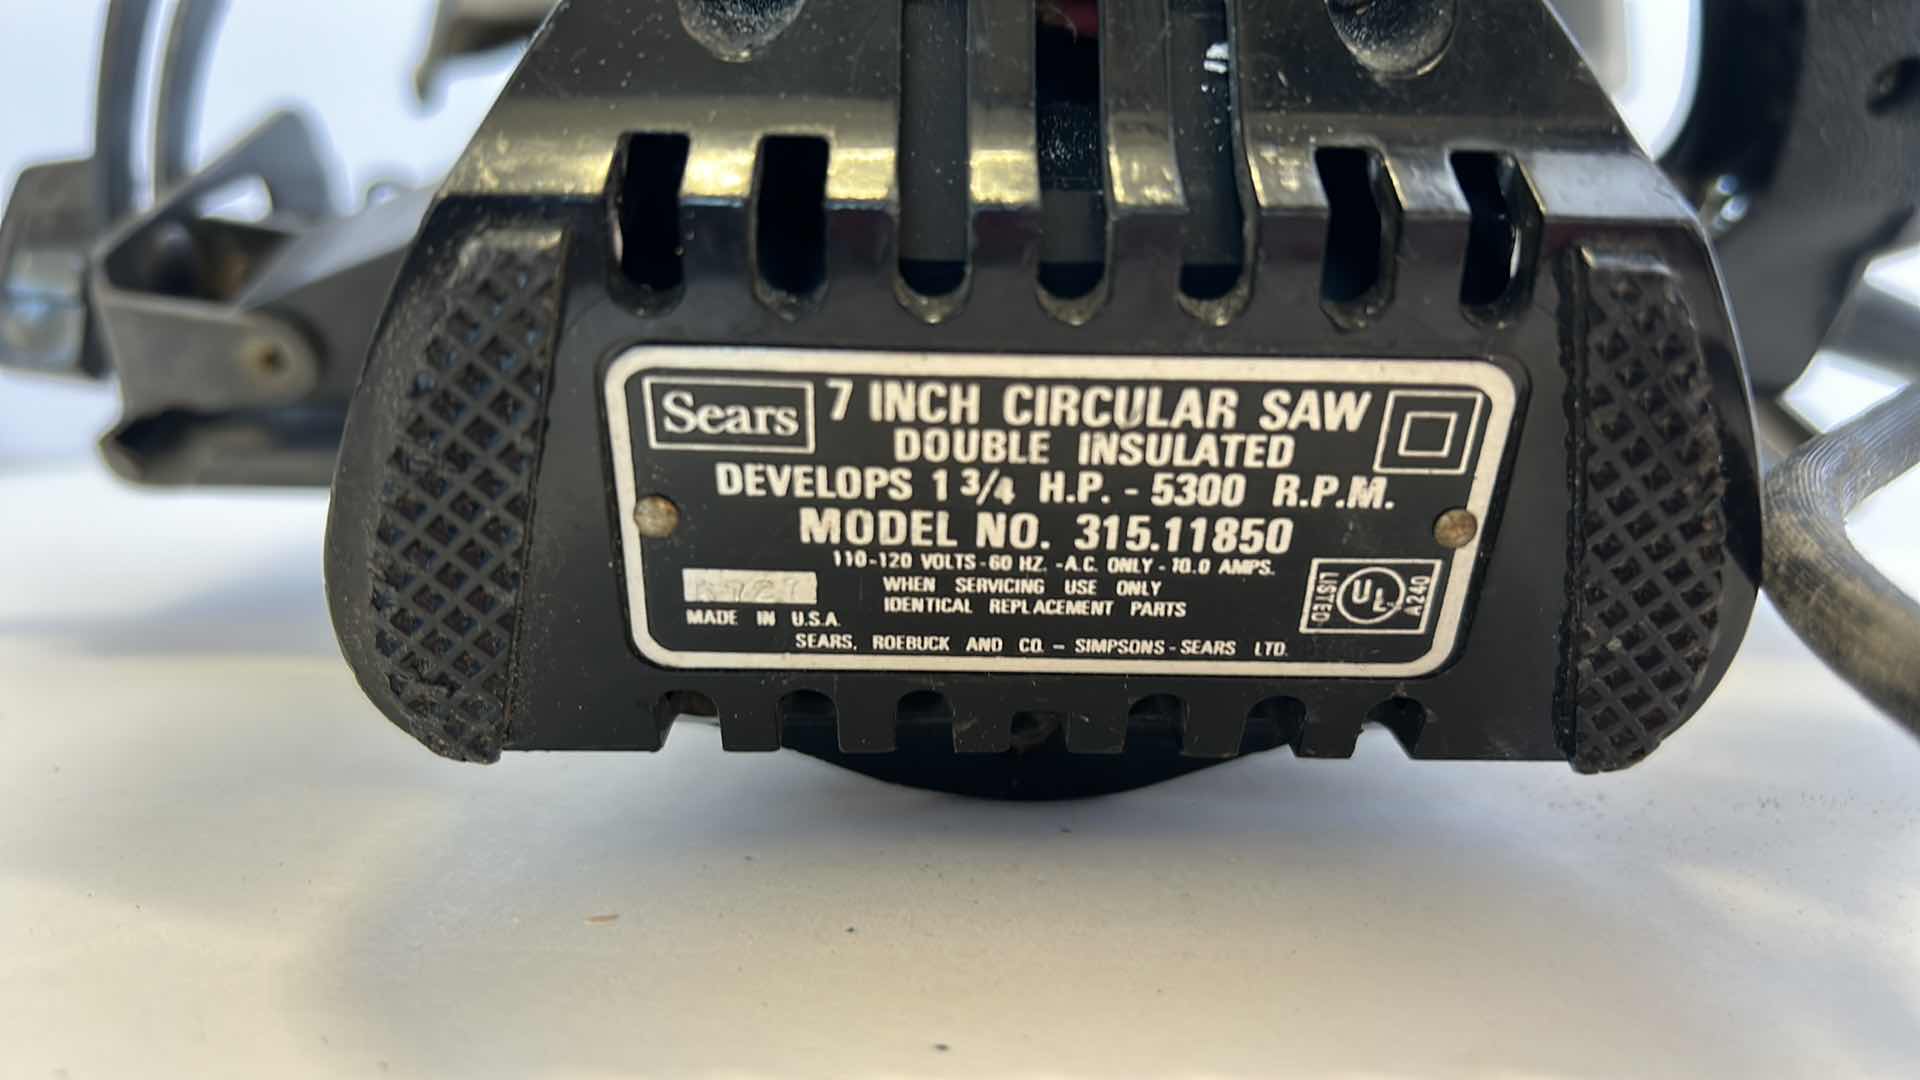 Sears 7 INCH CIRCULAR SAW
DOUBLE INSULATED
DEVELOPS 1 3/4 H.P. - 5300 R.P.M.
MODEL NO. 315.11850
110-120 VOLTS - 60 HZ. - A.C. ONLY - 10.0 AMPS.
WHEN SERVICING USE ONLY
IDENTICAL REPLACEMENT PARTS
MADE IN U.S.A.
SEARS, ROEBUCK AND CO. - SIMPSONS - SEARS LTD.
LISTED
UL
A240